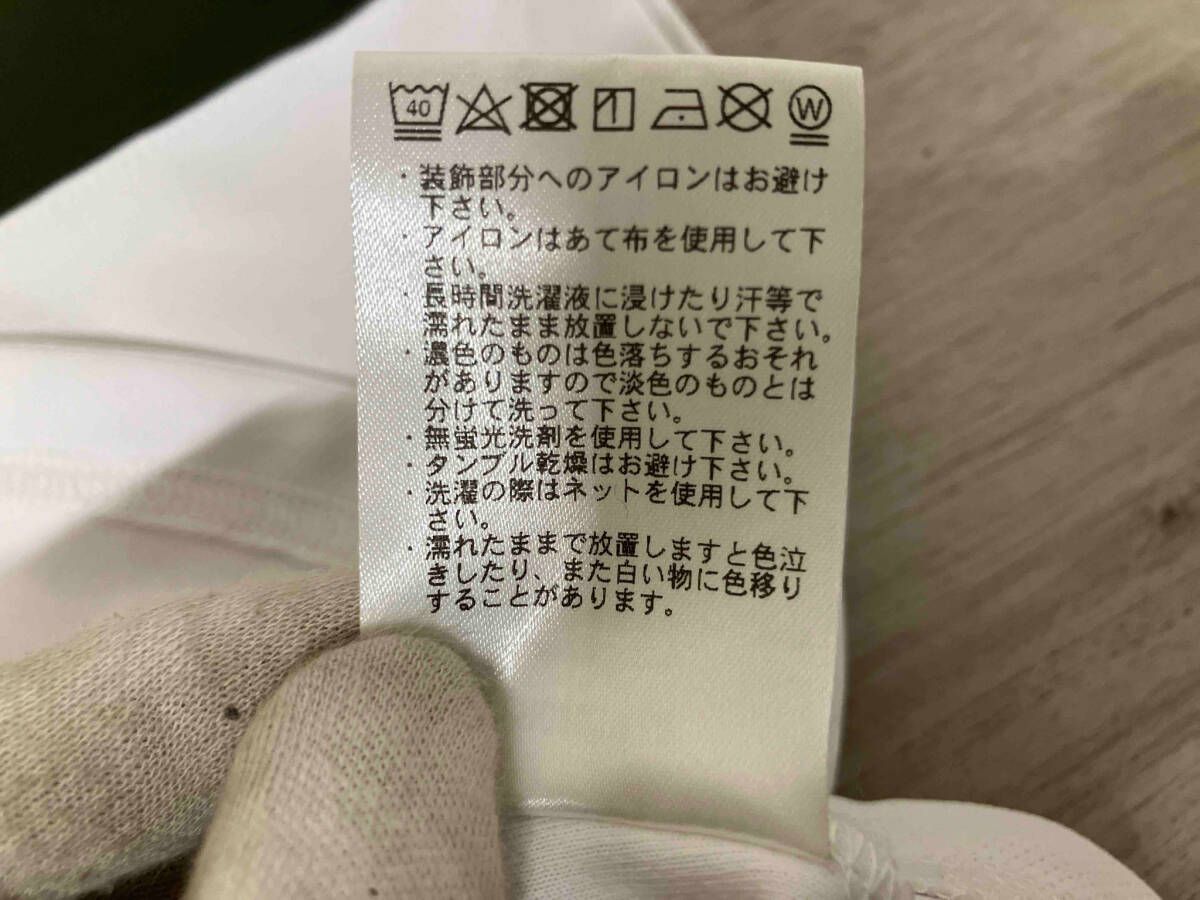 40 W
・装飾部分へのアイロンはお避け
下さい。
・アイロンはあて布を使用して下
さい。
・長時間洗濯液に浸けたり汗等で
濡れたまま放置しないで下さい。
・濃色のものは色落ちするおそれ
がありますので淡色のものとは
分けて洗って下さい。
・無蛍光洗剤を使用して下さい。
・タンブル乾燥はお避け下さい。
・洗濯の際はネットを使用して下
さい。
・濡れたままで放置しますと色泣
きしたり、また白い物に色移り
することがあります。